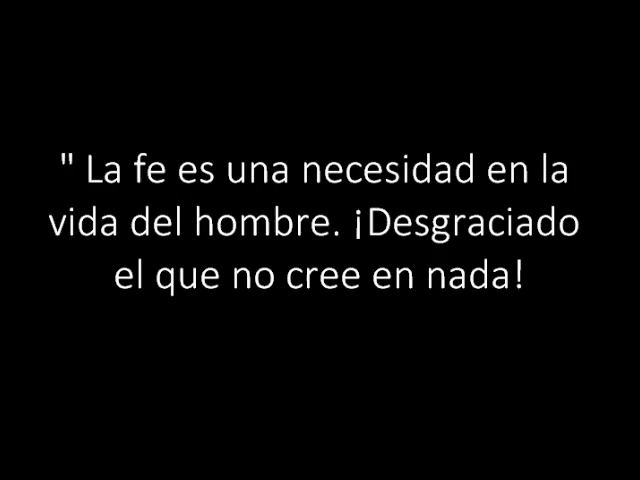 " La fe es una necesidad en la
vida del hombre. ¡Desgraciado
el que no cree en nada!